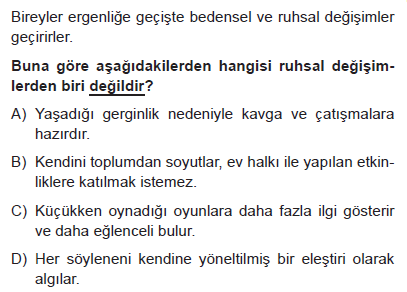 Bireyler ergenliğe geçişte bedensel ve ruhsal değişimler
geçirirler.
Buna göre aşağıdakilerden hangisi ruhsal değişim-
lerden biri değildir?
A) Yaşadığı gerginlik nedeniyle kavga ve çatışmalara
hazırdır.
B) Kendini toplumdan soyutlar, ev halkı ile yapılan etkin-
liklere katılmak istemez.
C) Küçükken oynadığı oyunlara daha fazla ilgi gösterir
ve daha eğlenceli bulur.
D) Her söyleneni kendine yöneltilmiş bir eleştiri olarak
algılar.